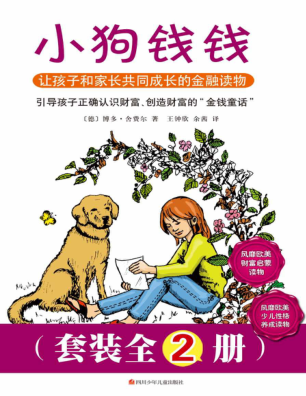 小狗钱钱
让孩子和家长共同成长的金融读物
引导孩子正确认识财富、创造财富的“金钱童话”
〔德〕博多·舍费尔 著 王钟欣 余茜 译
风靡欧美
财富启蒙
读物
风靡欧美
少儿性格
养成读物
(套装全2册)
四川少年儿童出版社